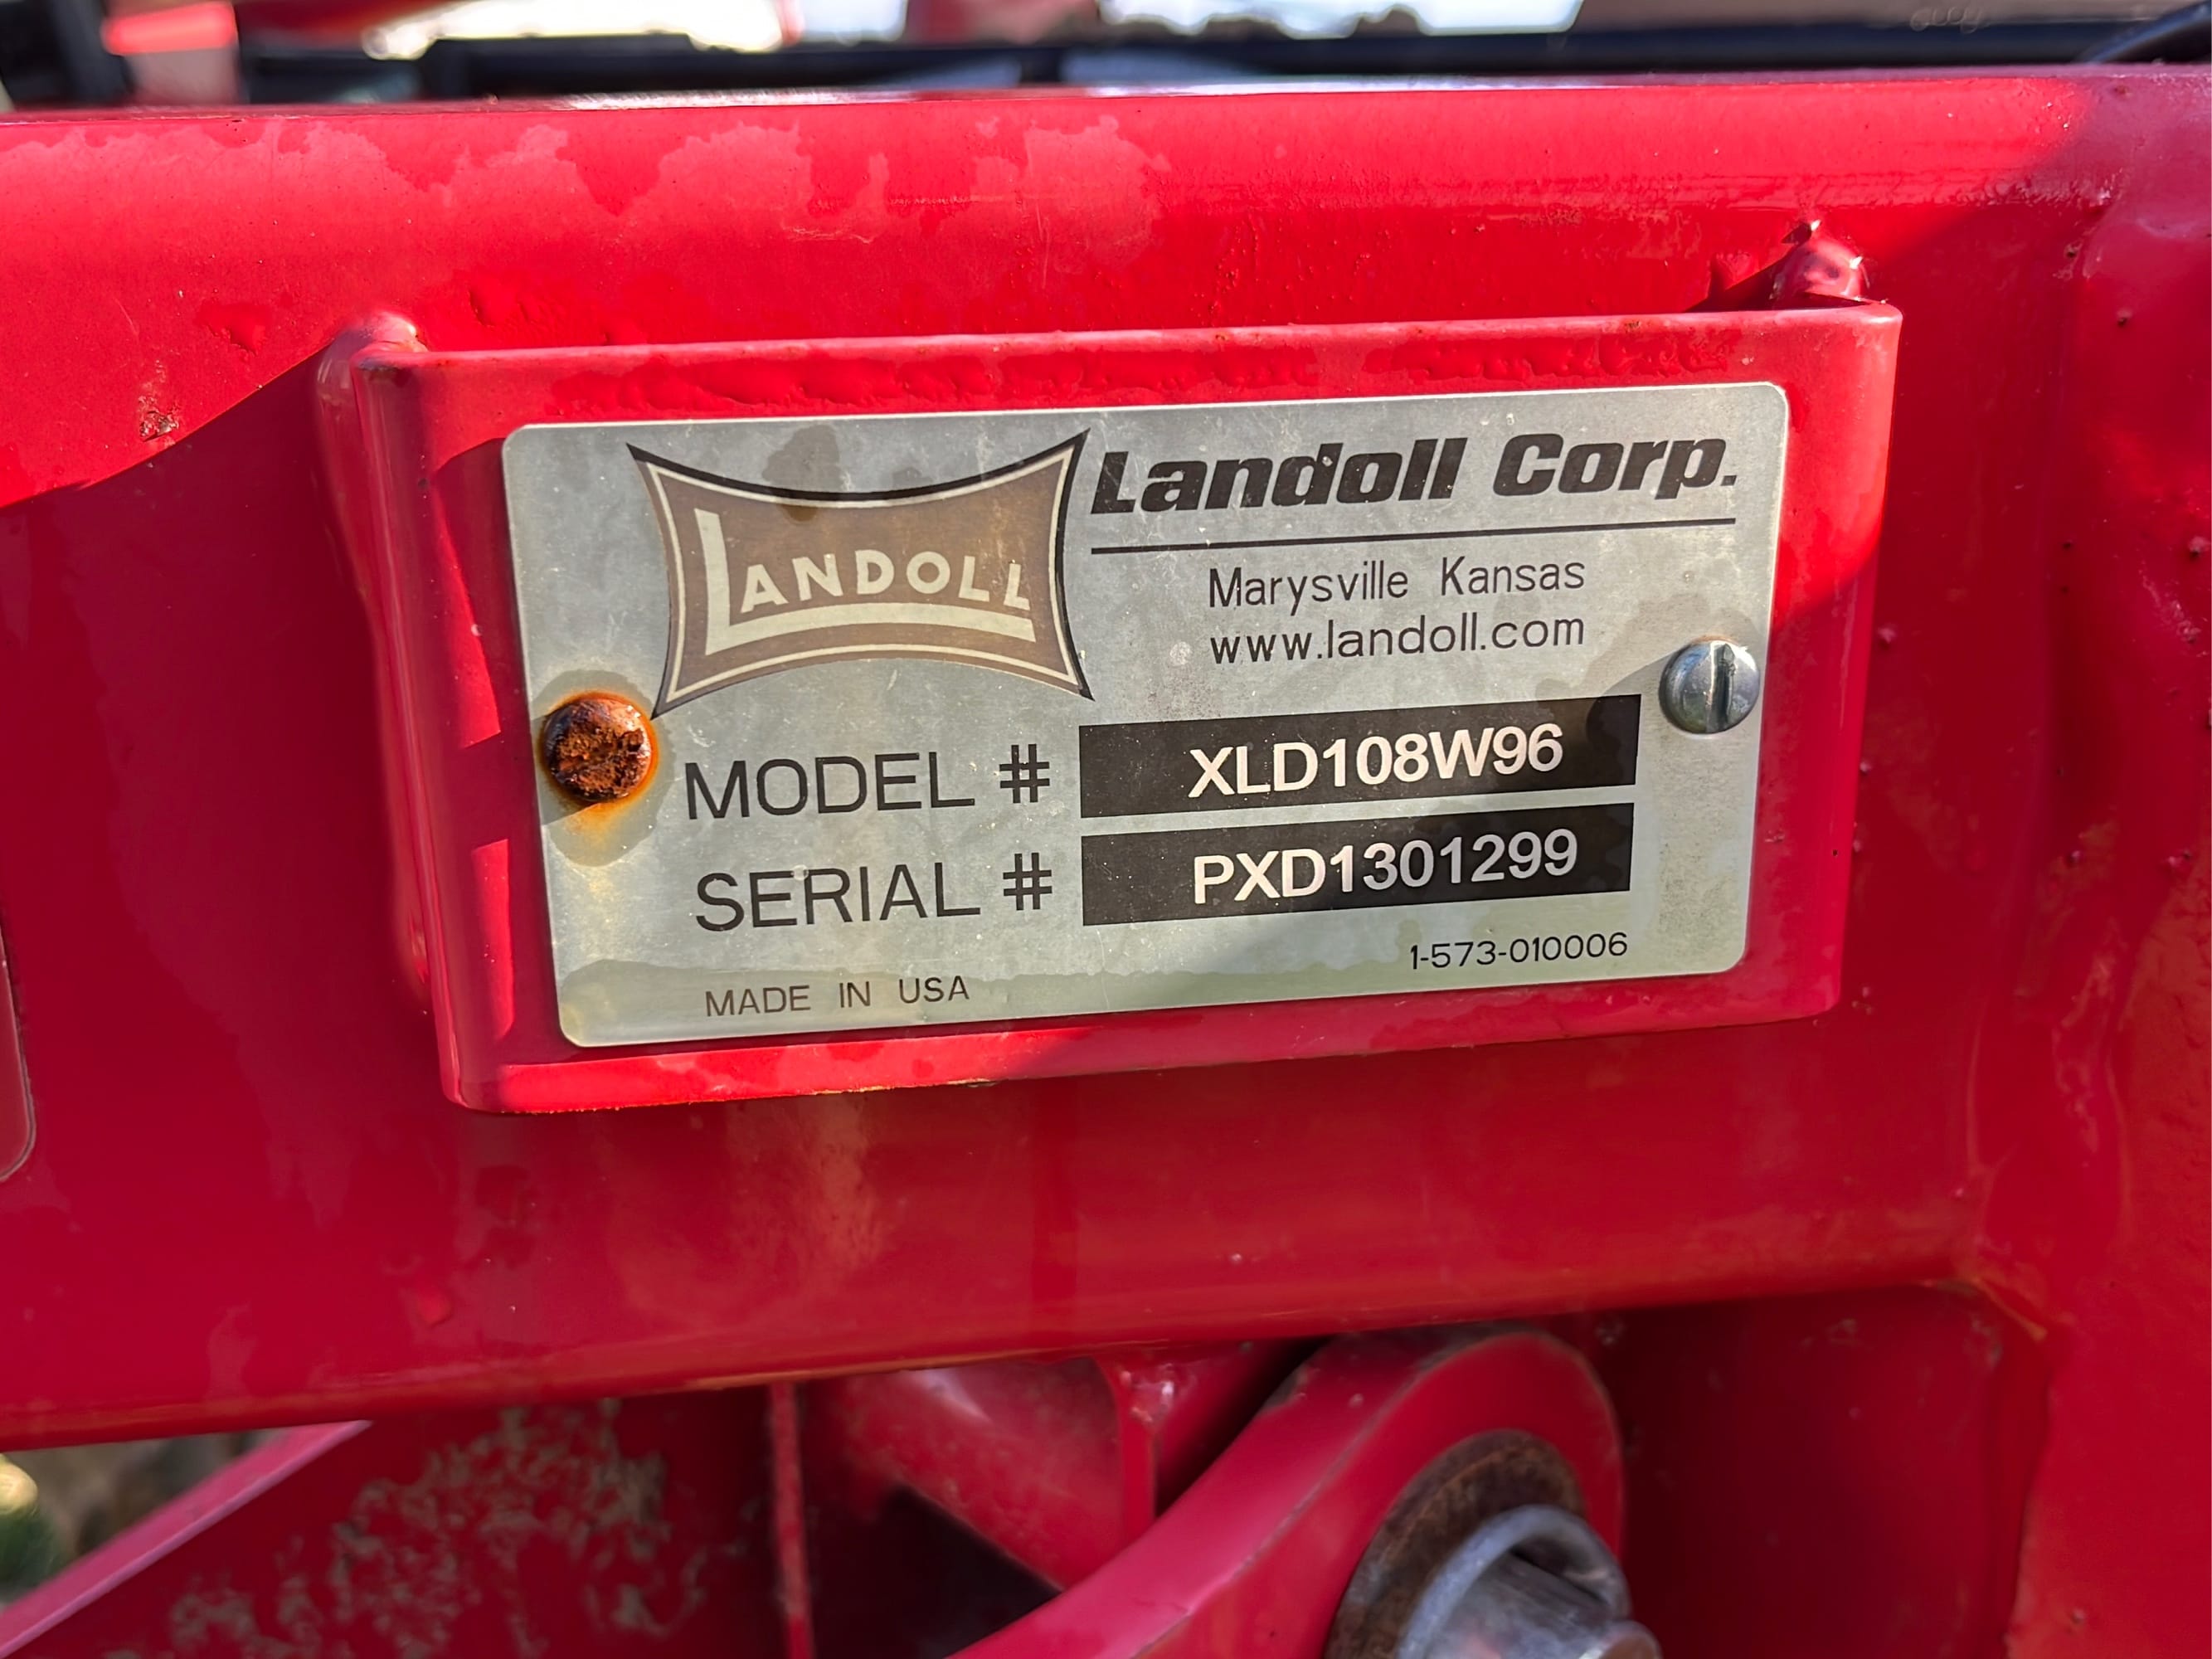 LANDOLL
Landoll Corp.
Marysville Kansas
www.landoll.com
MODEL # XLD108W96
SERIAL # PXD1301299
1-573-010006
MADE IN USA